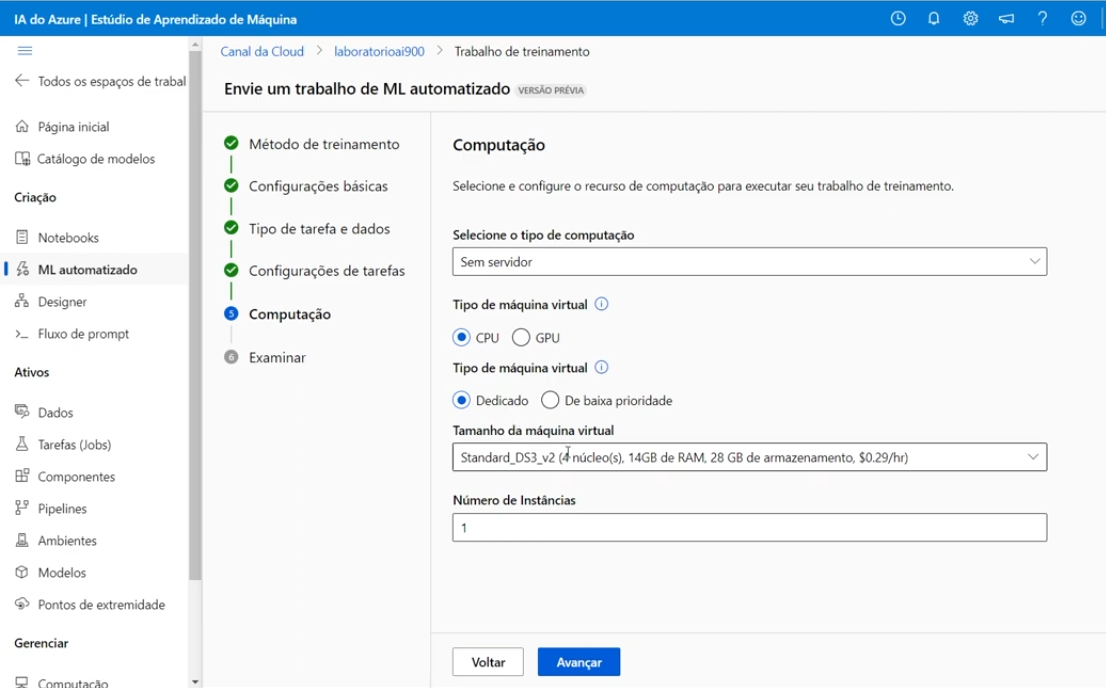 IA do Azure | Estúdio de Aprendizado de Máquina
Canal da Cloud > laboratorioai900 > Trabalho de treinamento
Todos os espaços de trabal
Página inicial
Catálogo de modelos
Criação
Notebooks
ML automatizado
Designer
Fluxo de prompt
Ativos
Dados
Tarefas (Jobs)
Componentes
Pipelines
Ambientes
Modelos
Pontos de extremidade
Gerenciar
Computação
Envie um trabalho de ML automatizado VERSÃO PRÉVIA
Método de treinamento
Configurações básicas
Tipo de tarefa e dados
Configurações de tarefas
5 Computação
6 Examinar
Computação
Selecione e configure o recurso de computação para executar seu trabalho de treinamento.
Selecione o tipo de computação
Sem servidor
Tipo de máquina virtual
CPU GPU
Tipo de máquina virtual
Dedicado De baixa prioridade
Tamanho da máquina virtual
Standard_DS3_v2 (4 núcleo(s), 14GB de RAM, 28 GB de armazenamento, $0.29/hr)
Número de Instâncias
1
Voltar Avançar